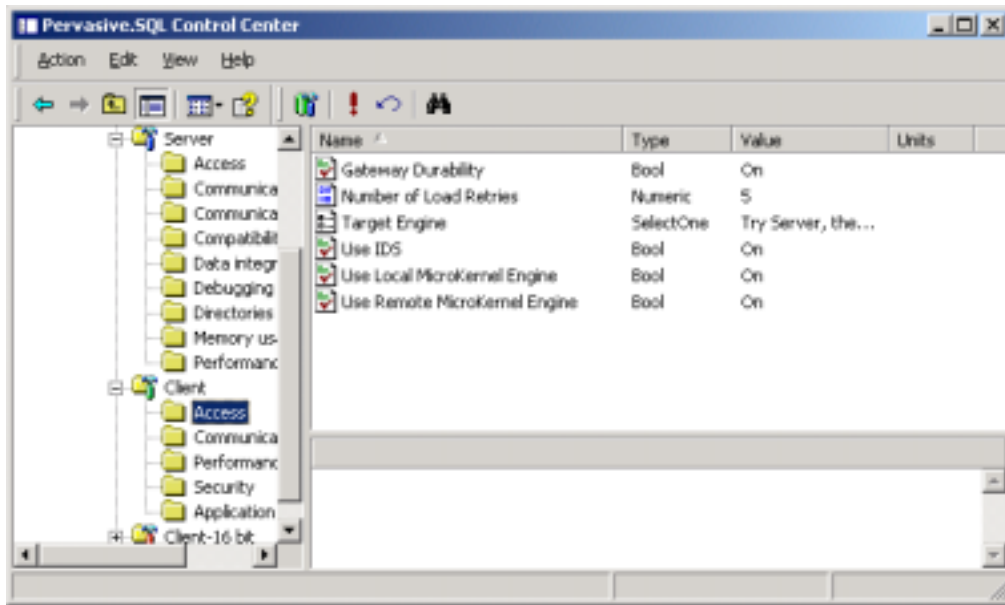 Pervasive.SQL Control Center
Action Edit View Help
Server
Access
Communica
Communica
Compatibilit
Data integr
Debugging
Directories
Memory us
Performanc
Client
Access
Communica
Performanc
Security
Application
Client-16 bit
Name Type Value Units
Gateway Durability Bool On
Number of Load Retries Numeric 5
Target Engine SelectOne Try Server, the...
Use IDS Bool On
Use Local MicroKernel Engine Bool On
Use Remote MicroKernel Engine Bool On